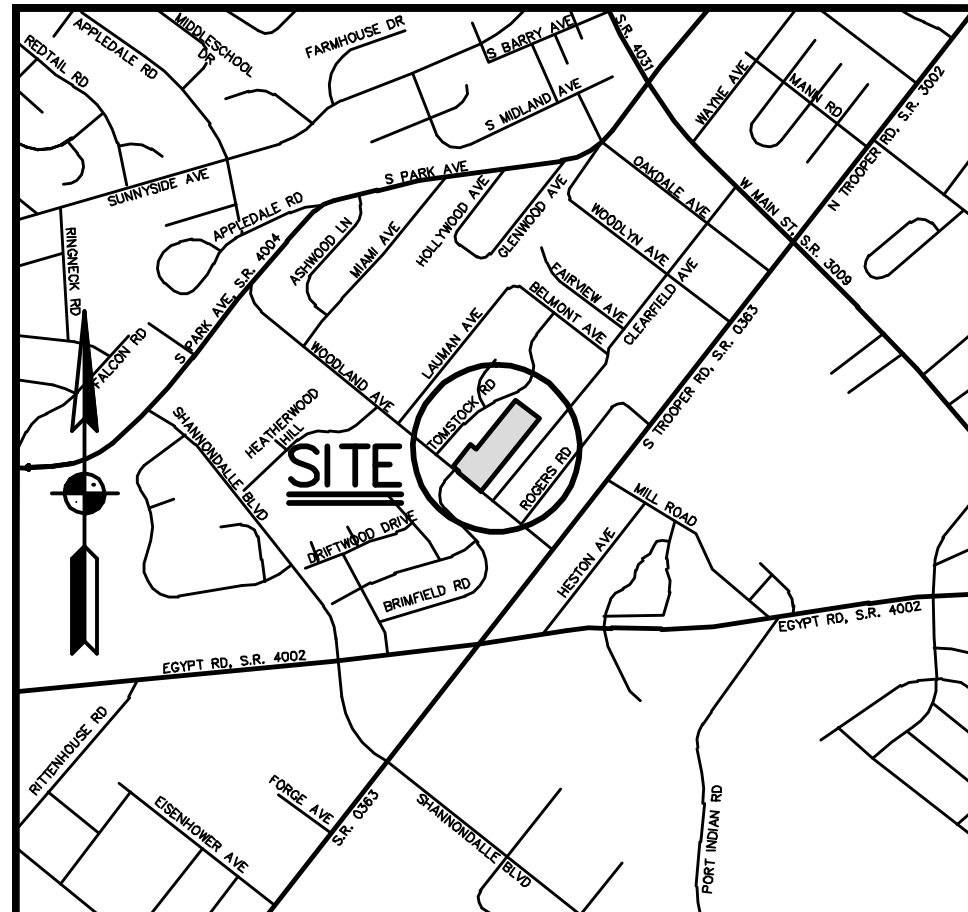 REDTAIL RD
APPLEDALE RD
MIDDLESCHOOL
DR
FARMHOUSE DR
S BARRY AVE
S.R. 4031
WAYNE AVE
MANN RD
N TROOPER RD, S.R. 3002
S MIDLAND AVE
SUNNYSIDE AVE
S PARK AVE
OAKDALE AVE
W MAIN ST, S.R. 3009
RINGNECK RD
APPLEDALE RD
ASHWOOD LN
MIAMI AVE
HOLLYWOOD AVE
GLENWOOD AVE
WOODLYN AVE
S PARK AVE, S.R. 4004
FAIRVIEW AVE
BELMONT AVE
CLEARFIELD AVE
FALCON RD
WOODLAND AVE
LAUMAN AVE
S TROOPER RD, S.R. 0363
SHANNONDALLE BLVD
HEATHERWOOD
HILL
TOMSTOCK RD
SITE
ROGERS RD
MILL ROAD
DRIFTWOOD DRIVE
HESTON AVE
BRIMFIELD RD
EGYPT RD, S.R. 4002
EGYPT RD, S.R. 4002
RITTENHOUSE RD
FORGE AVE
EISENHOWER AVE
S.R. 0363
SHANNONDALLE BLVD
PORT INDIAN RD